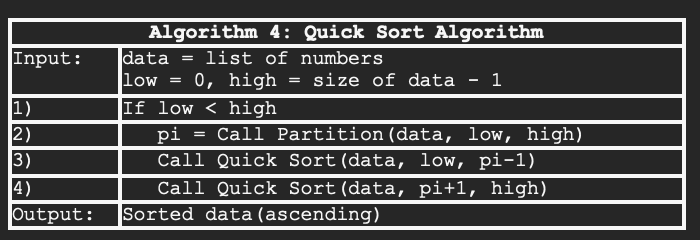 Algorithm 4: Quick Sort Algorithm
Input: data = list of numbers
low = 0, high = size of data - 1
1) If low < high
2) pi = Call Partition(data, low, high)
3) Call Quick Sort(data, low, pi-1)
4) Call Quick Sort(data, pi+1, high)
Output: Sorted data(ascending)